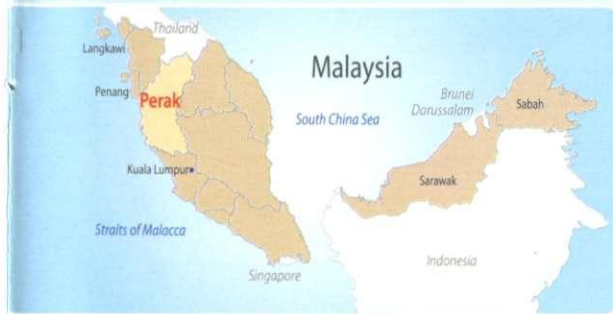 Thailand
Langkawi
Malaysia
Penang
Perak
Brunei
Darussalam
Sabah
South China Sea
Kuala Lumpur
Sarawak
Straits of Malacca
Indonesia
Singapore